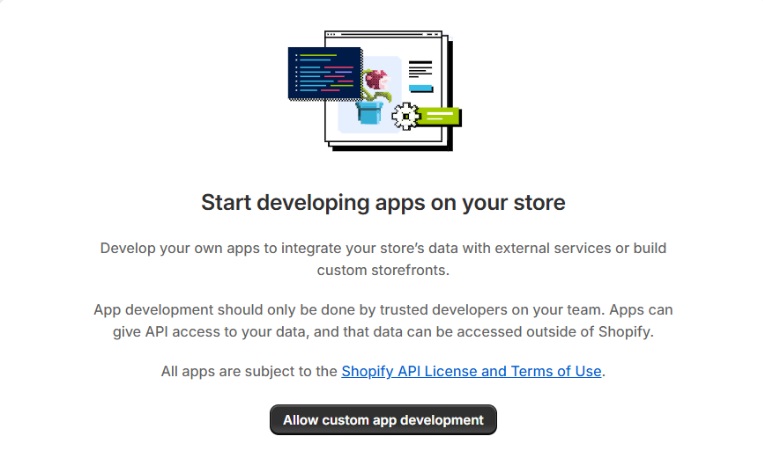 Start developing apps on your store
Develop your own apps to integrate your store's data with external services or build
custom storefronts.
App development should only be done by trusted developers on your team. Apps can
give API access to your data, and that data can be accessed outside of Shopify.
All apps are subject to the Shopify API License and Terms of Use.
Allow custom app development